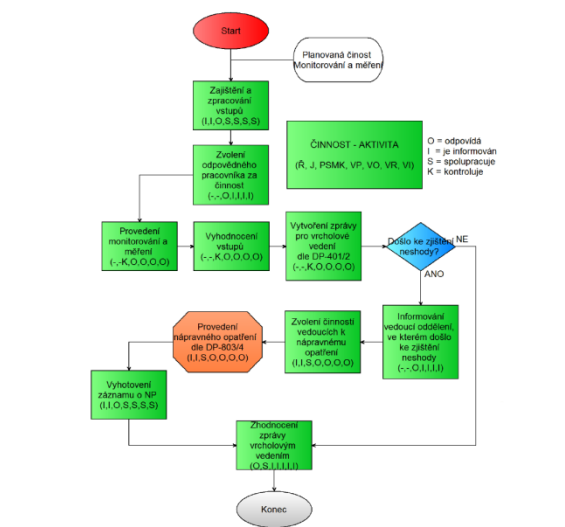 Start
Planovaná činost
Monitorování a měření
Zajištění a
zpracování
vstupů
(I,I,O,S,S,S,S)
ČINNOST - AKTIVITA
(Ř, J, PSMK, VP, VO, VR, VI)
O = odpovídá
I = je informován
S = spolupracuje
K = kontroluje
Zvolení
odpovědného
pracovníka za
činnost
(-,-,O,I,I,I,I)
Provedení
monitorování a
měření
(-,-K,O,O,O,O)
Vyhodnocení
vstupů
(-,-,K,O,O,O,O)
Vytvoření zprávy
pro vrcholové
vedení
dle DP-401/2
(-,-,K,O,O,O,O)
Došlo ke zjištění
neshody?
NE
ANO
Informování
vedoucí oddělení,
ve kterém došlo
ke zjištění
neshody
(-,-,O,I,I,I,I)
Zvolení činnosti
vedoucích k
nápravnému
opatření
(I,I,S,O,O,O,O)
Provedení
nápravného opatření
dle DP-803/4
(I,I,S,O,O,O,O)
Vyhotovení
záznamu o NP
(I,I,O,S,S,S,S)
Zhodnocení
zprávy
vrcholovým
vedením
(O,S,I,I,I,I,I)
Konec